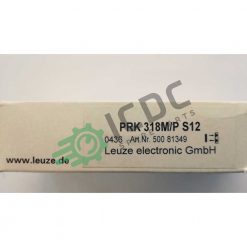 ICDC
PRK 318M/P S12
0436 Art.Nr. 500 81349
Leuze electronic GmbH
www.leuze.de